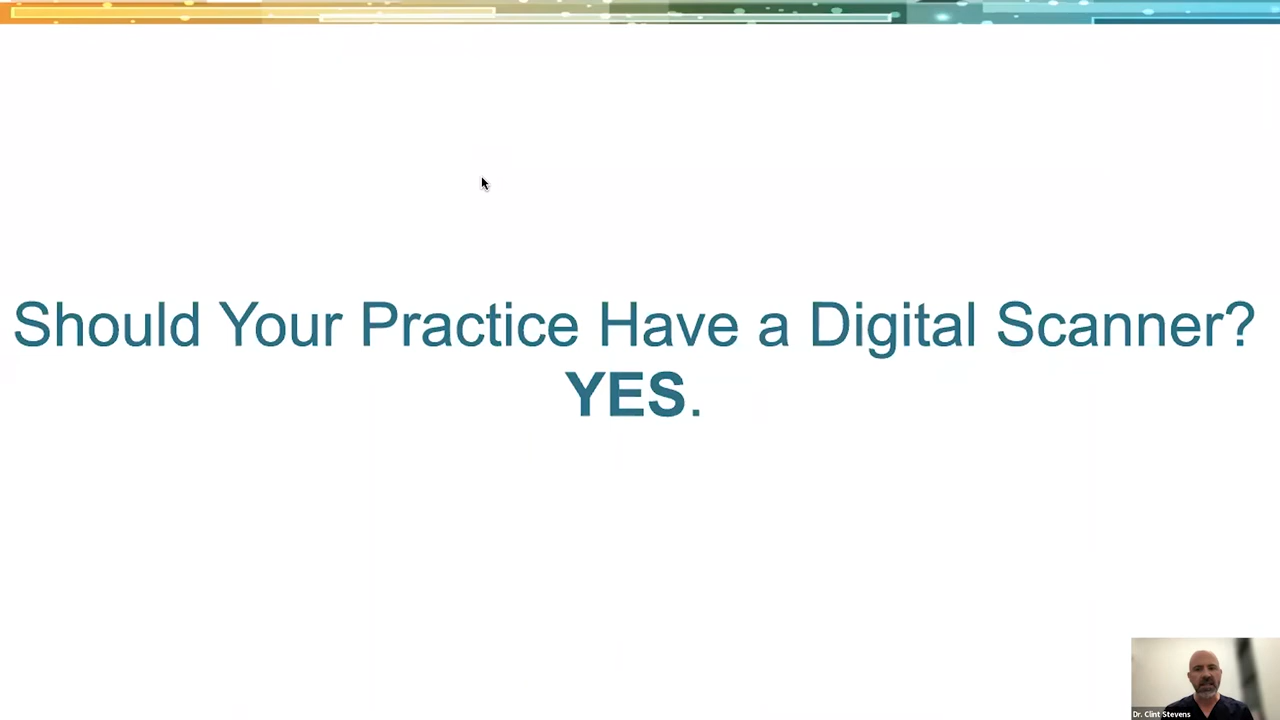 Should Your Practice Have a Digital Scanner?
YES.
Dr. Clint Stevens